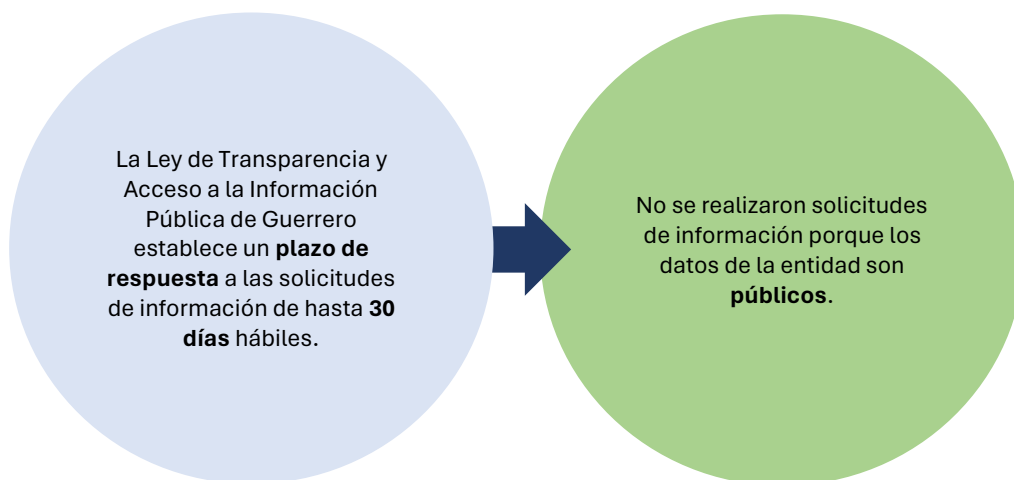 La Ley de Transparencia y
Acceso a la Información
Pública de Guerrero
establece un plazo de
respuesta a las solicitudes
de información de hasta 30
días hábiles.
No se realizaron solicitudes
de información porque los
datos de la entidad son
públicos.